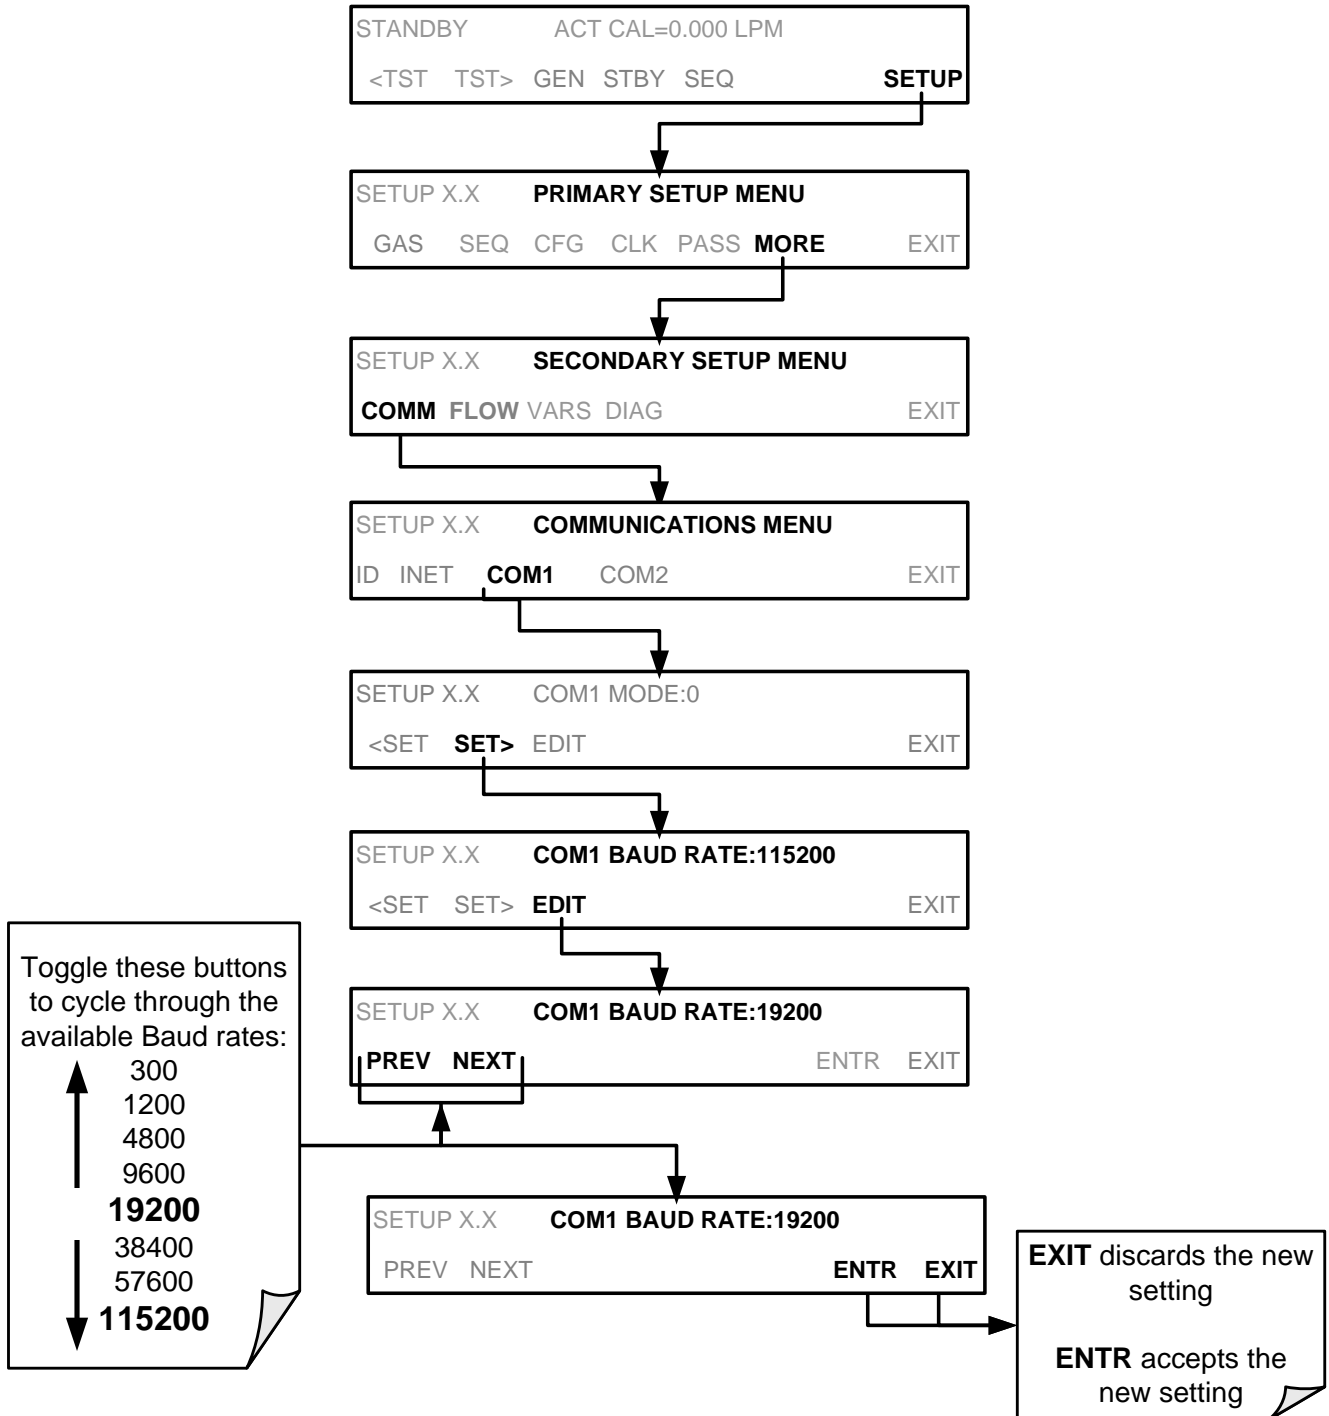 STANDBY ACT CAL=0.000 LPM
<TST TST> GEN STBY SEQ SETUP
SETUP X.X PRIMARY SETUP MENU
GAS SEQ CFG CLK PASS MORE EXIT
SETUP X.X SECONDARY SETUP MENU
COMM FLOW VARS DIAG EXIT
SETUP X.X COMMUNICATIONS MENU
ID INET COM1 COM2 EXIT
SETUP X.X COM1 MODE:0
<SET SET> EDIT EXIT
SETUP X.X COM1 BAUD RATE:115200
<SET SET> EDIT EXIT
SETUP X.X COM1 BAUD RATE:19200
PREV NEXT ENTR EXIT
Toggle these buttons
to cycle through the
available Baud rates:
300
1200
4800
9600
19200
38400
57600
115200
SETUP X.X COM1 BAUD RATE:19200
PREV NEXT ENTR EXIT
EXIT discards the new
setting
ENTR accepts the
new setting